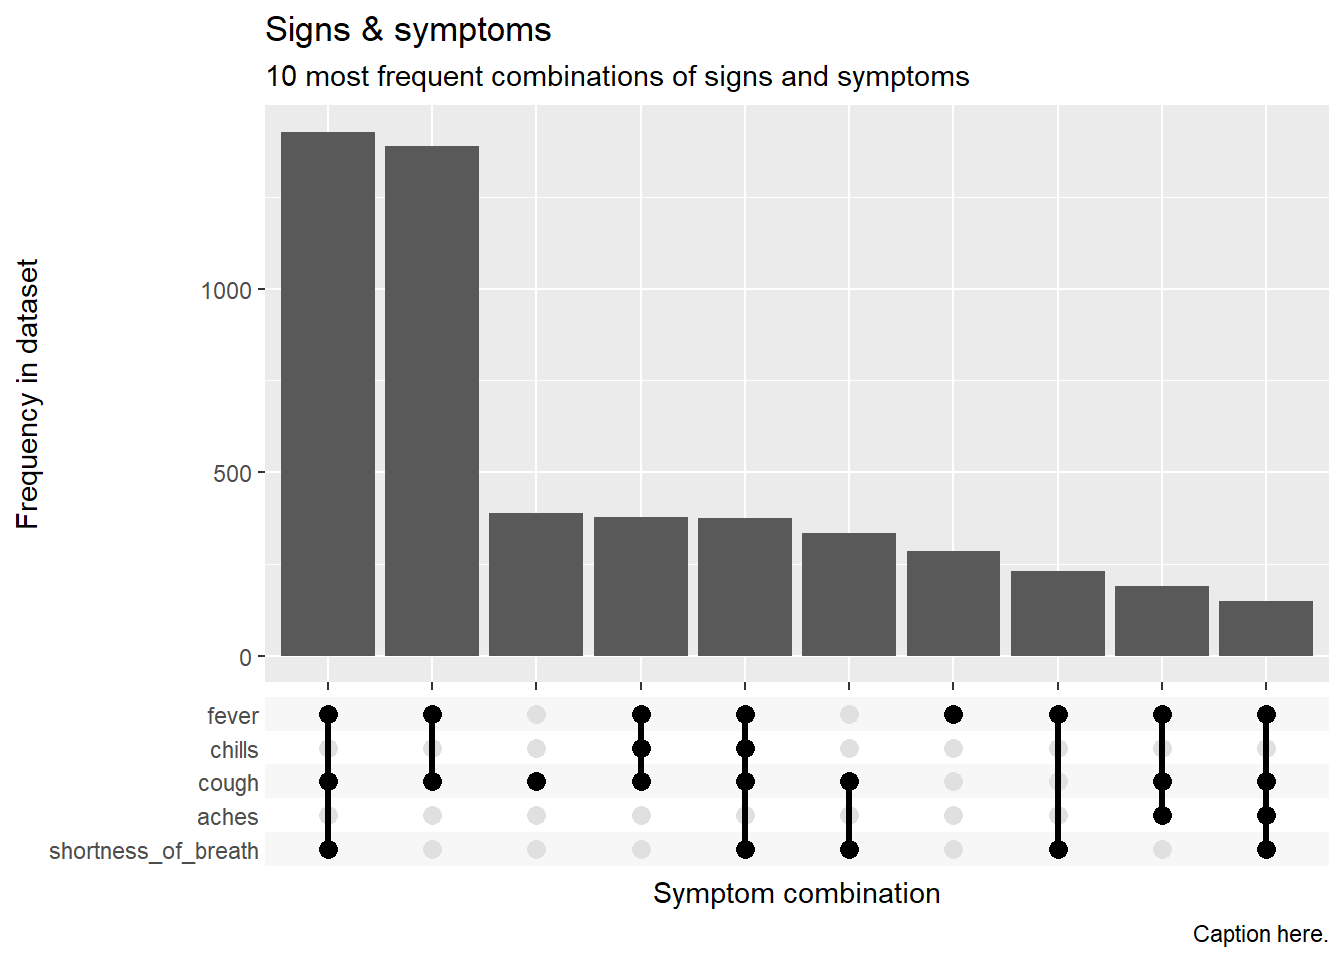 Signs & symptoms
10 most frequent combinations of signs and symptoms
Frequency in dataset
1000
500
0
fever
chills
cough
aches
shortness_of_breath
Symptom combination
Caption here.